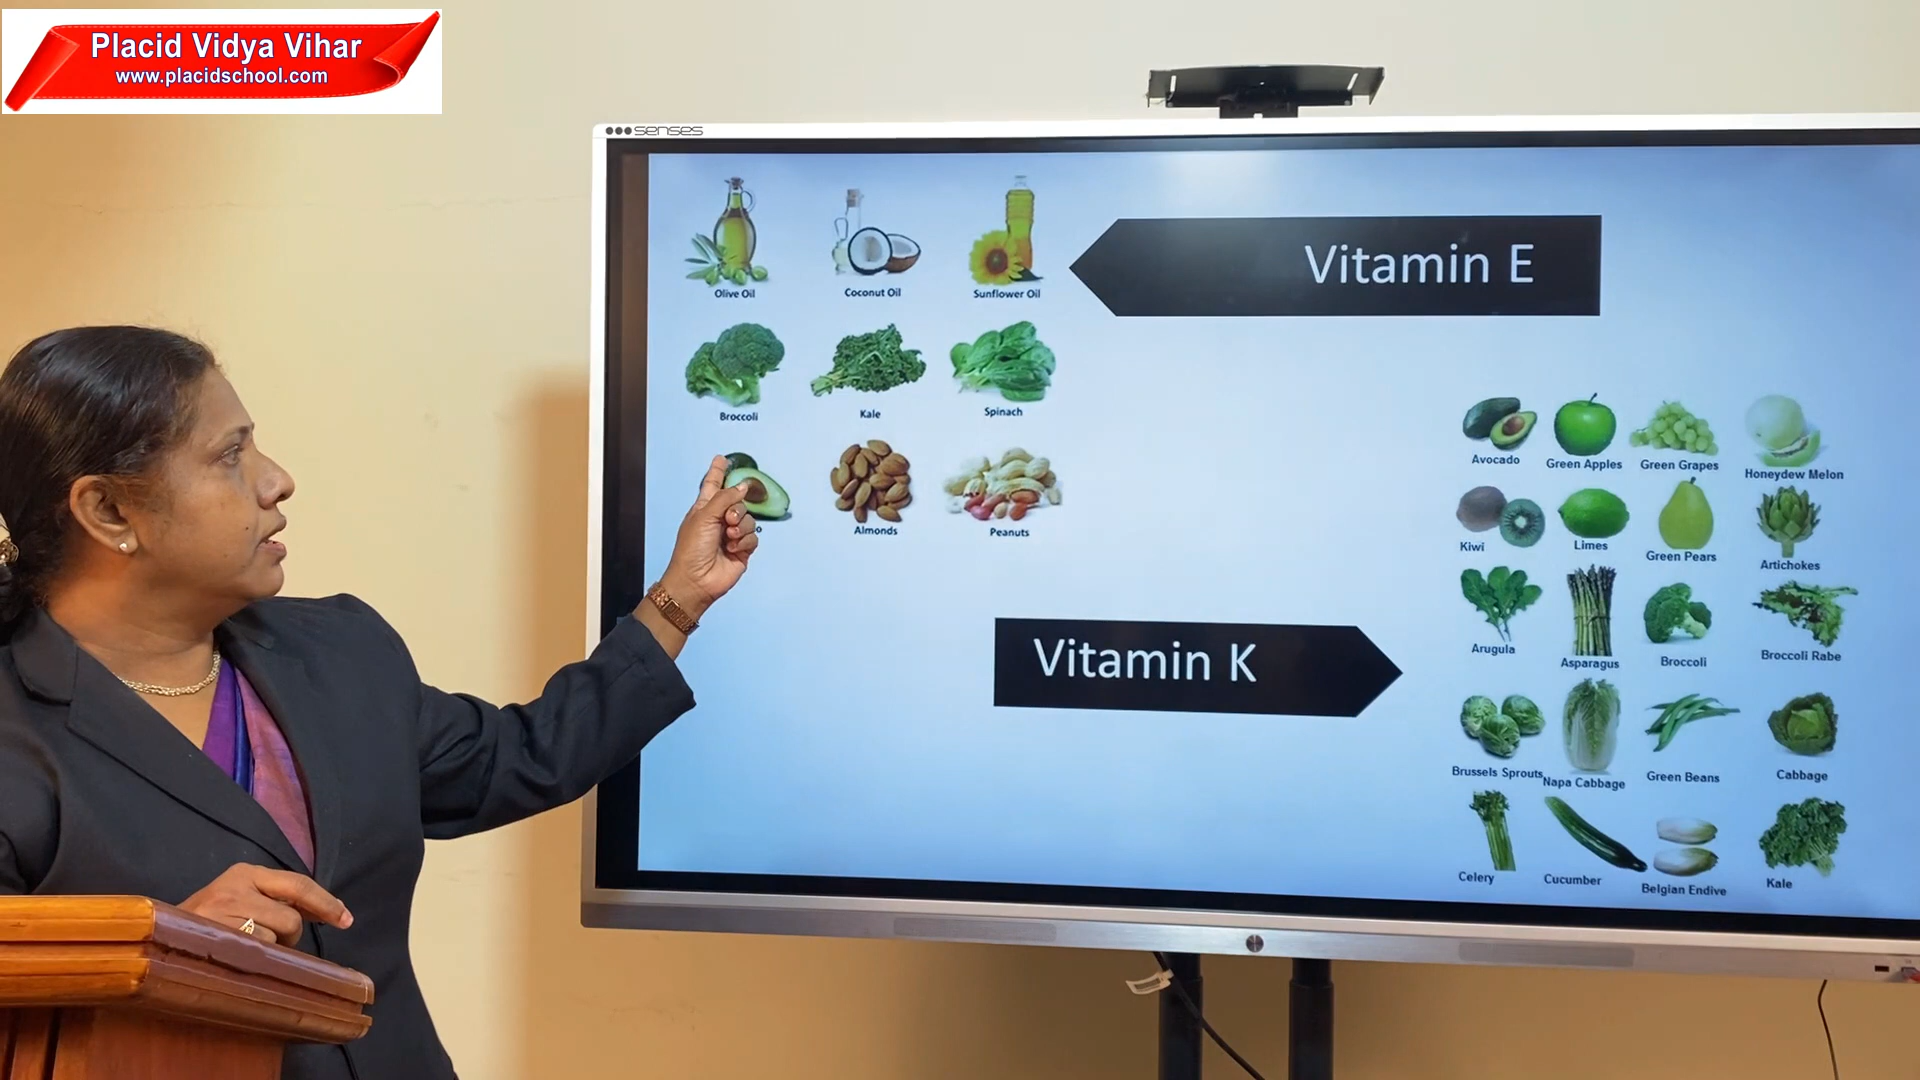 Placid Vidya Vihar
www.placidschool.com
senses
Olive Oil
Coconut Oil
Sunflower Oil
Vitamin E
Broccoli
Kale
Spinach
Almonds
Peanuts
Vitamin K
Avocado
Green Apples
Green Grapes
Honeydew Melon
Kiwi
Limes
Green Pears
Artichokes
Arugula
Asparagus
Broccoli
Broccoli Rabe
Brussels Sprouts
Napa Cabbage
Green Beans
Cabbage
Celery
Cucumber
Belgian Endive
Kale